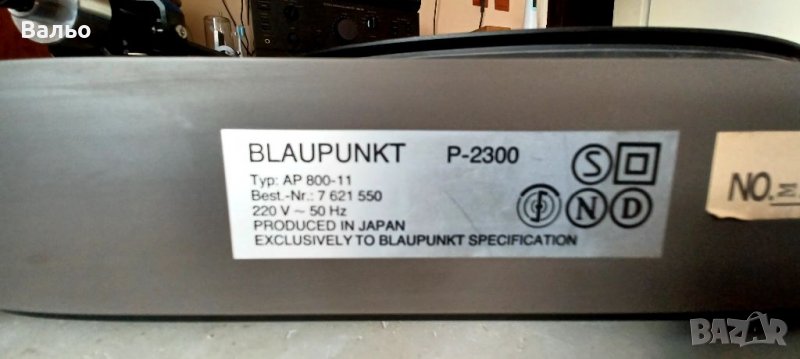 Вальо
BLAUPUNKT P-2300
Typ: AP 800-11
Best.-Nr.: 7 621 550
220 V ~ 50 Hz
PRODUCED IN JAPAN
EXCLUSIVELY TO BLAUPUNKT SPECIFICATION
S
N D
NO. M
BAZAR